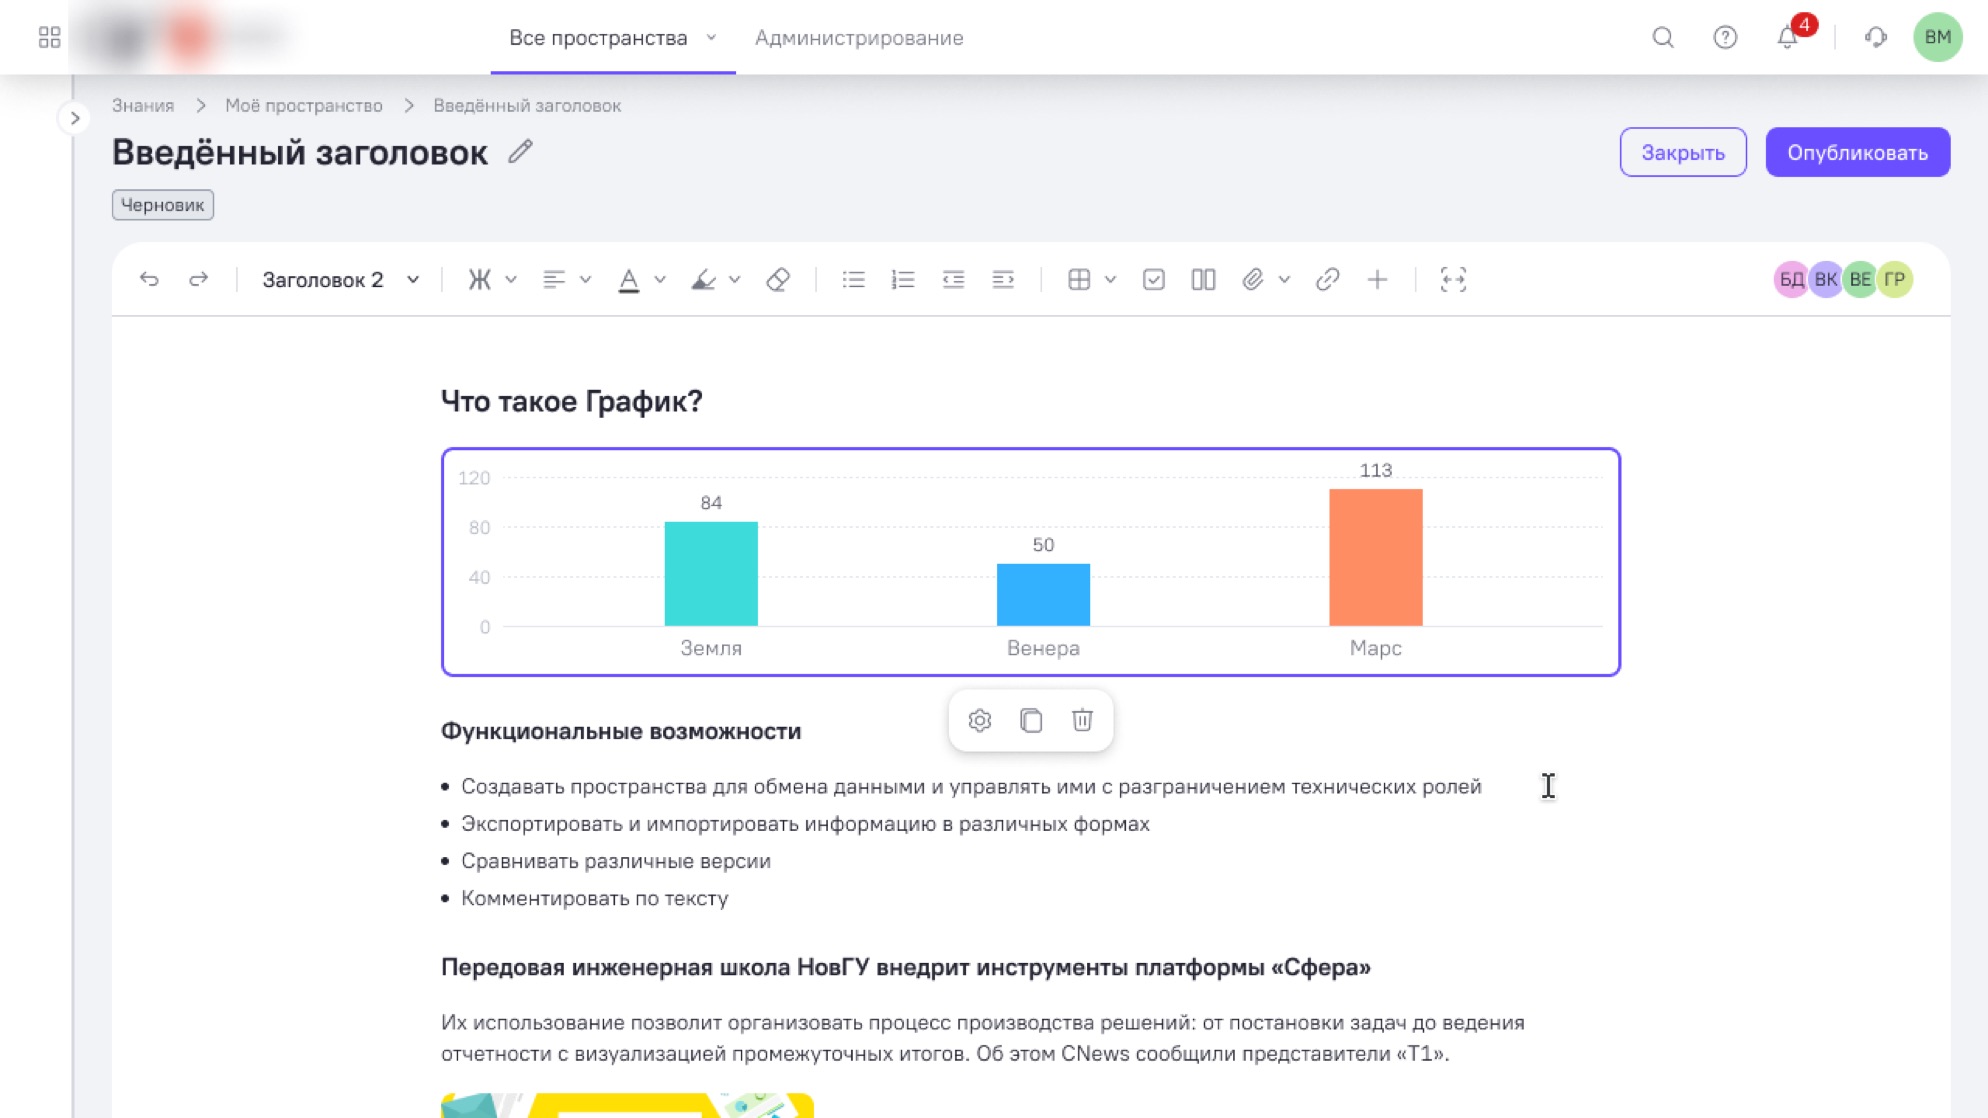 Все пространства
Администрирование
4
ВМ
Знания
Моё пространство
Введённый заголовок
Введённый заголовок
Закрыть
Опубликовать
Черновик
Заголовок 2
Ж
А
БД
ВК
ВЕ
ГР
Что такое График?
120
80
40
0
84
50
113
Земля
Венера
Марс
Функциональные возможности
• Создавать пространства для обмена данными и управлять ими с разграничением технических ролей
• Экспортировать и импортировать информацию в различных формах
• Сравнивать различные версии
• Комментировать по тексту
Передовая инженерная школа НовГУ внедрит инструменты платформы «Сфера»
Их использование позволит организовать процесс производства решений: от постановки задач до ведения
отчетности с визуализацией промежуточных итогов. Об этом CNews сообщили представители «Т1».